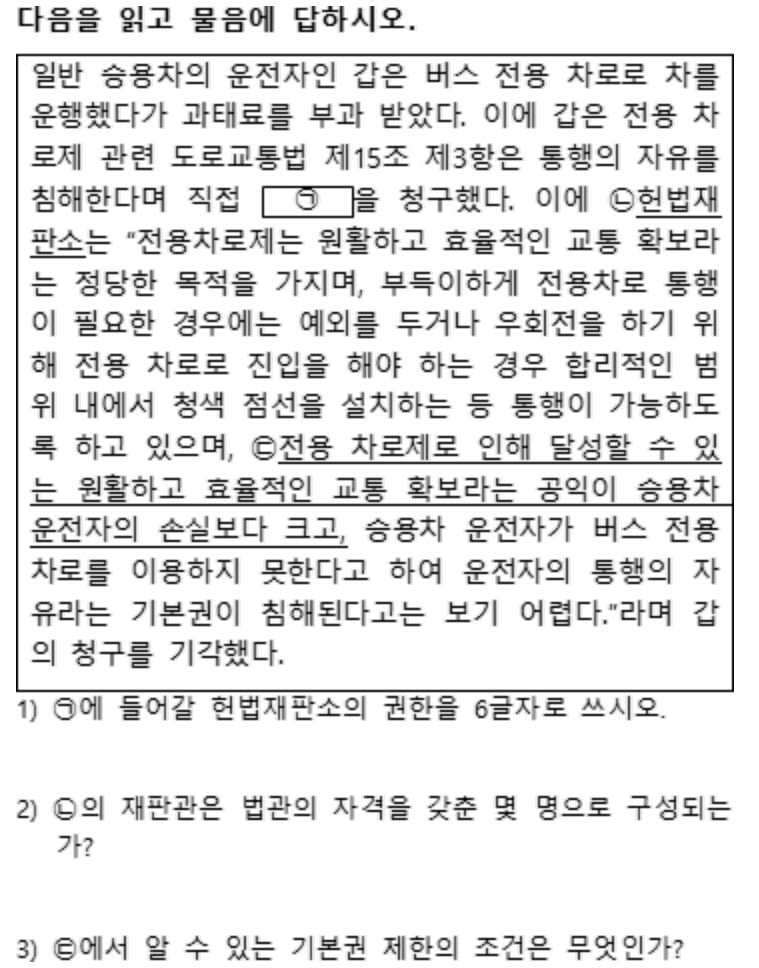 다음을 읽고 물음에 답하시오.
일반 승용차의 운전자인 갑은 버스 전용 차로로 차를
운행했다가 과태료를 부과 받았다. 이에 갑은 전용 차
로제 관련 도로교통법 제15조 제3항은 통행의 자유를
침해한다며 직접 ㉠ 을 청구했다. 이에 ㉡헌법재
판소는 “전용차로제는 원활하고 효율적인 교통 확보라
는 정당한 목적을 가지며, 부득이하게 전용차로 통행
이 필요한 경우에는 예외를 두거나 우회전을 하기 위
해 전용 차로로 진입을 해야 하는 경우 합리적인 범
위 내에서 청색 점선을 설치하는 등 통행이 가능하도
록 하고 있으며, ㉢전용 차로제로 인해 달성할 수 있
는 원활하고 효율적인 교통 확보라는 공익이 승용차
운전자의 손실보다 크고, 승용차 운전자가 버스 전용
차로를 이용하지 못한다고 하여 운전자의 통행의 자
유라는 기본권이 침해된다고는 보기 어렵다.”라며 갑
의 청구를 기각했다.
1) ㉠에 들어갈 헌법재판소의 권한을 6글자로 쓰시오.
2) ㉡의 재판관은 법관의 자격을 갖춘 몇 명으로 구성되는
가?
3) ㉢에서 알 수 있는 기본권 제한의 조건은 무엇인가?